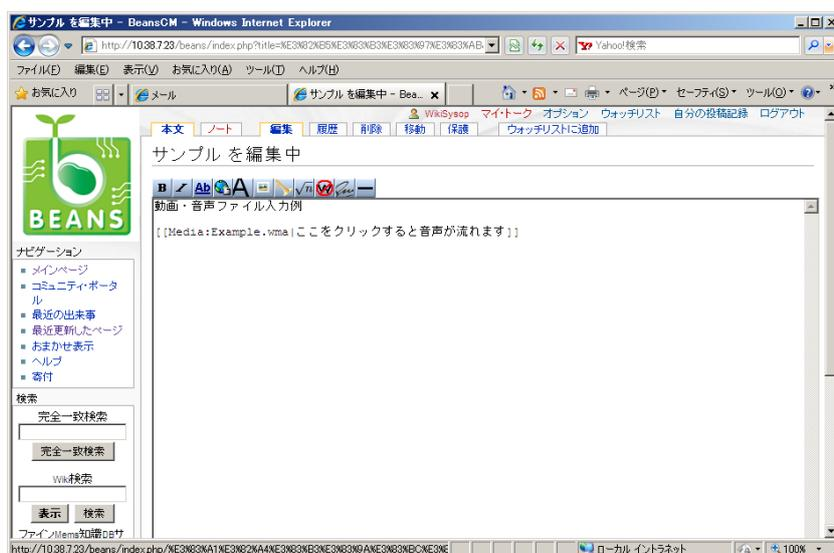 サンプル を編集中 - BeansCM - Windows Internet Explorer
http://10.38.7.23/beans/index.php?title=%E3%82%B5%E3%83%B3%E3%83%97%E3%83%AB
Yahoo!検索
ファイル(F) 編集(E) 表示(V) お気に入り(A) ツール(T) ヘルプ(H)
お気に入り メール サンプル を編集中 - Bea... ページ(P) セーフティ(S) ツール(O)
WikiSysop マイ・トーク オプション ウォッチリスト 自分の投稿記録 ログアウト
本文 ノート 編集 履歴 削除 移動 保護 ウォッチリストに追加
サンプル を編集中
B I Ab A √n W
動画・音声ファイル入力例
[[Media:Example.wma|ここをクリックすると音声が流れます]]
BEANS
ナビゲーション
メインページ
コミュニティ・ポータ
ル
最近の出来事
最近更新したページ
おまかせ表示
ヘルプ
寄付
検索
完全一致検索
完全一致検索
Wiki検索
表示 検索
ファインMems知識DBサ
http://10.38.7.23/beans/index.php/%E3%83%A1%E3%82%A4%E3%83%B3%E3%83%9A%E3%83%BC%E3%8 ローカル イントラネット 100%